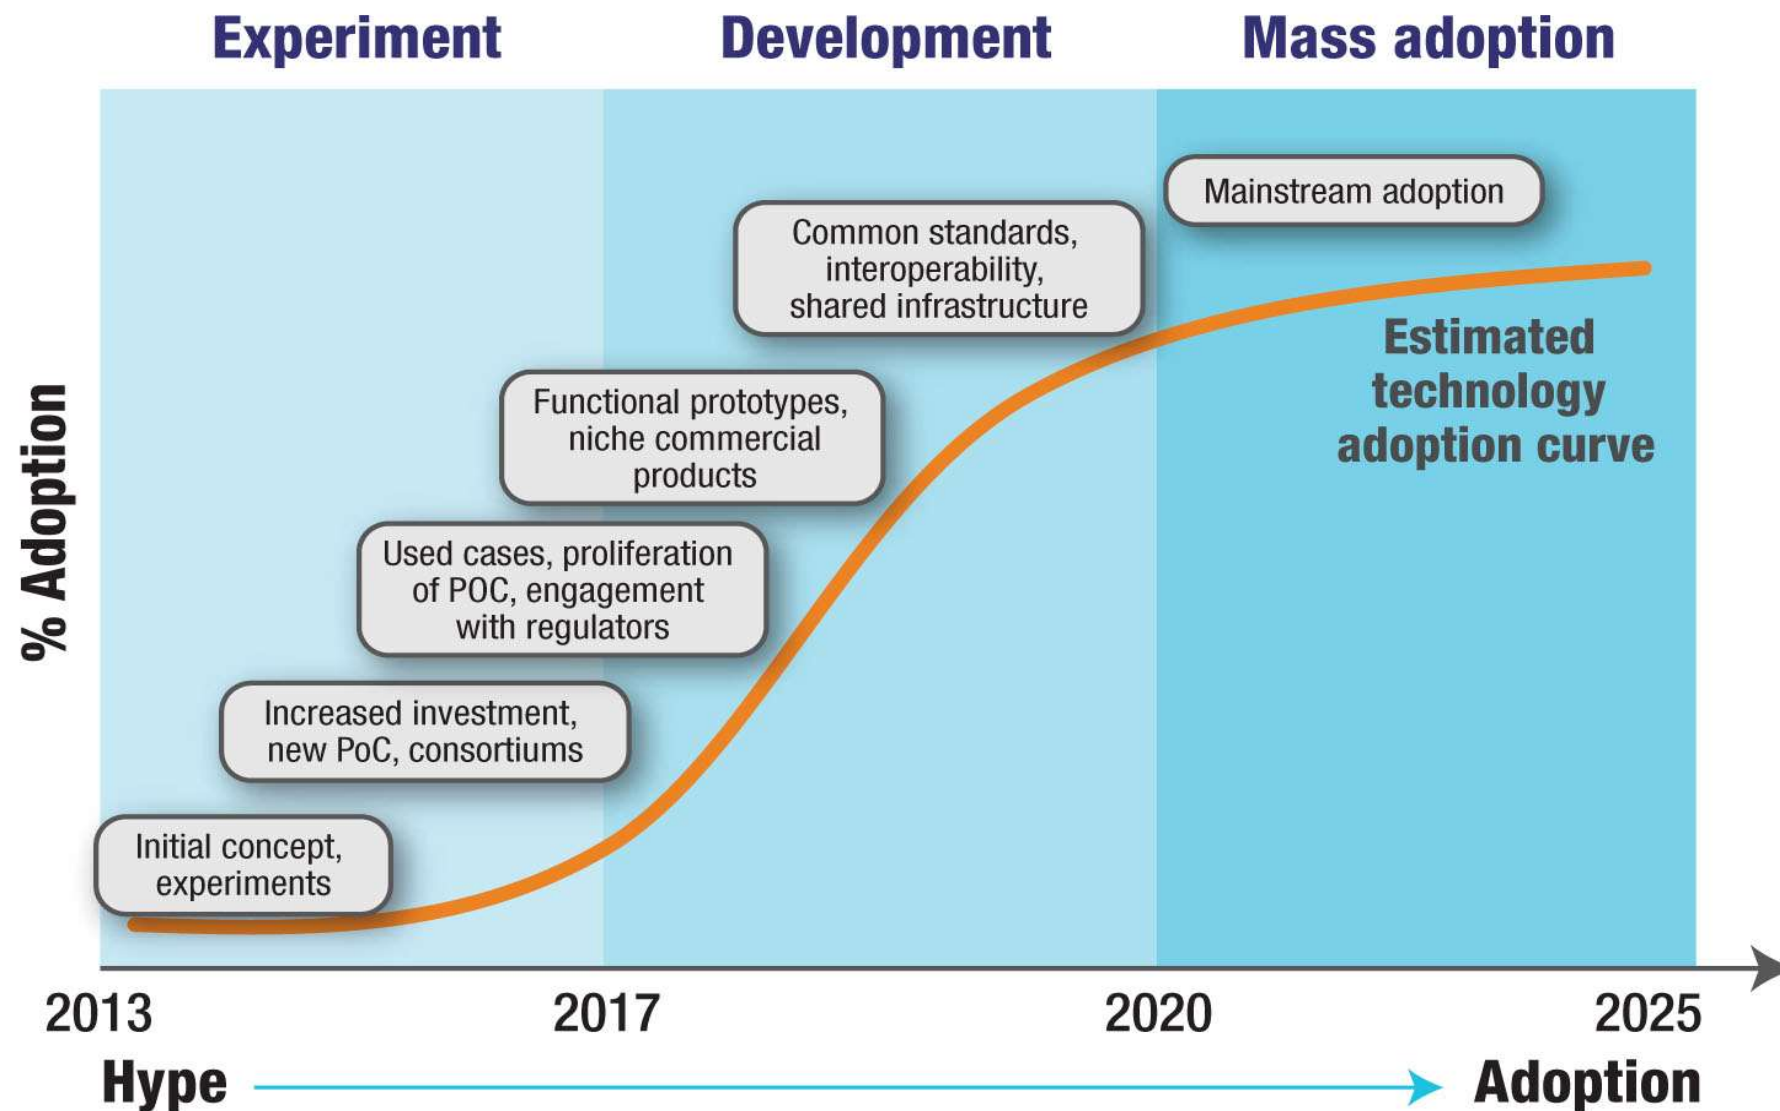 Experiment
Development
Mass adoption
Mainstream adoption
Common standards,
interoperability,
shared infrastructure
Estimated
technology
adoption curve
Functional prototypes,
niche commercial
products
Used cases, proliferation
of POC, engagement
with regulators
Increased investment,
new PoC, consortiums
Initial concept,
experiments
% Adoption
2013
2017
2020
2025
Hype
Adoption